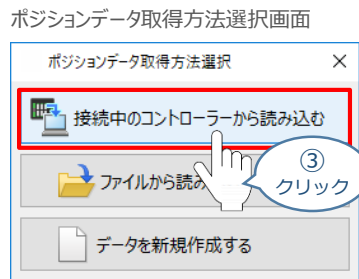 ポジションデータ取得方法選択画面
ポジションデータ取得方法選択
接続中のコントローラーから読み込む
ファイルから読み
③
クリック
データを新規作成する